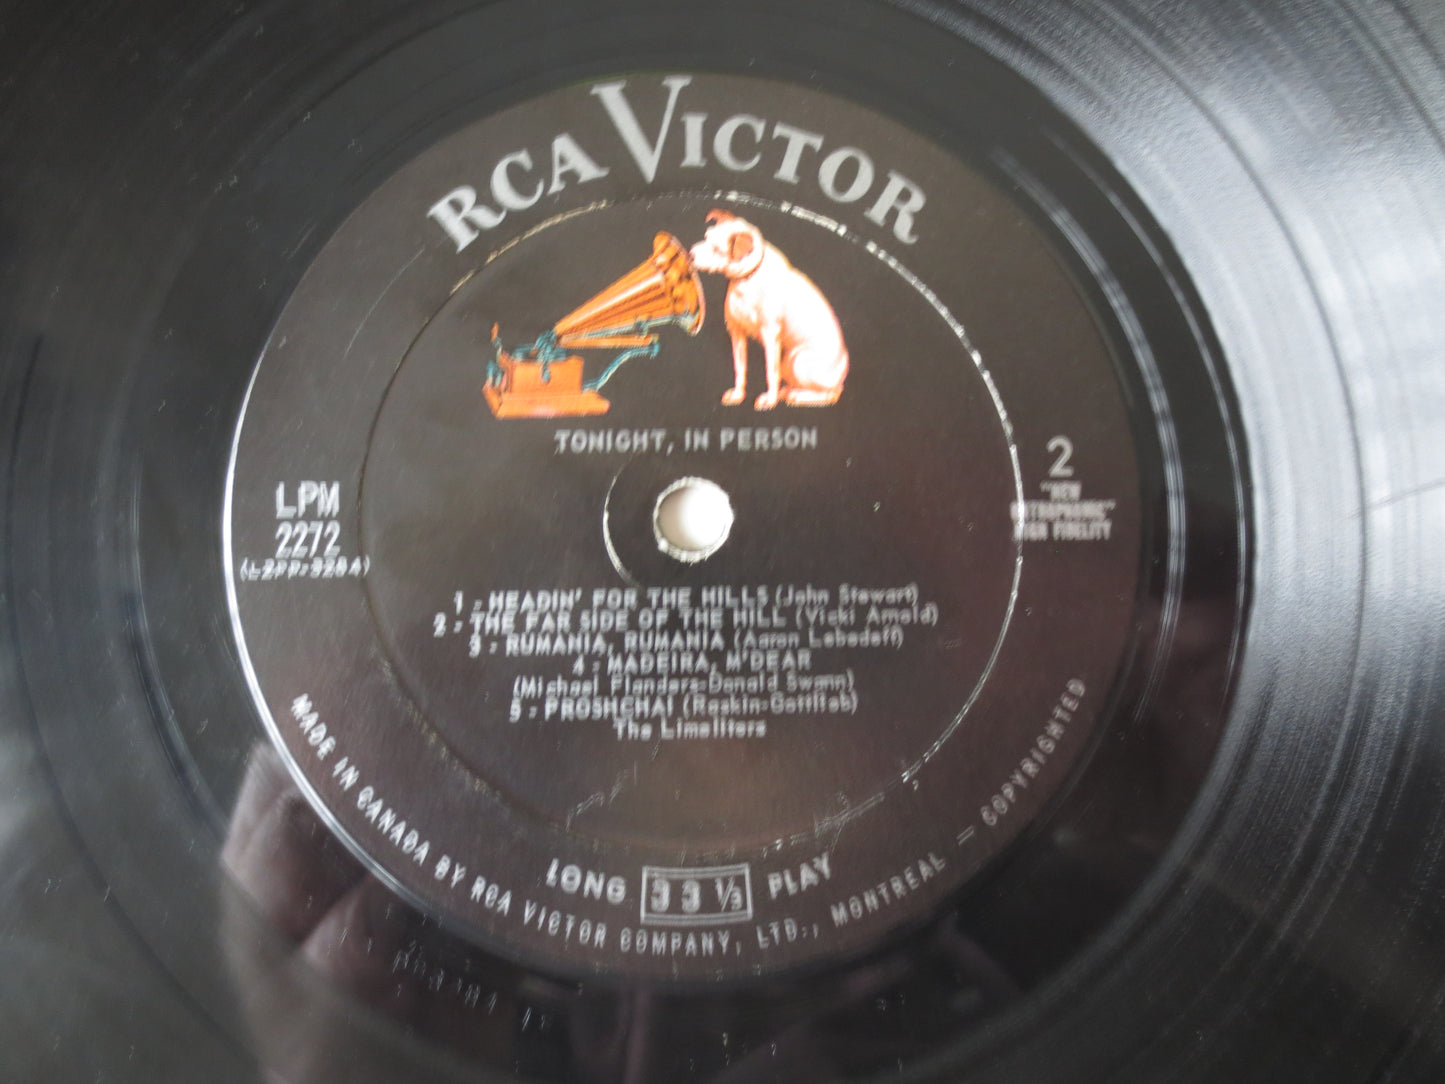 RCA VICTOR
TONIGHT, IN PERSON
LPM
2272
2
"NEW
ORTHOPHONIC"
HIGH FIDELITY
1 - HEADIN' FOR THE HILLS (John Stewart)
2 - THE FAR SIDE OF THE HILL (Vicki Arnold)
3 - RUMANIA, RUMANIA (Aaron Lebedeff)
4 - MADEIRA, M'DEAR
(Michael Flanders-Donald Swann)
5 - PROSHCHAI (Raskin-Gottlieb)
The Limeliters
LONG 33 1/3 PLAY
MADE IN CANADA BY RCA VICTOR COMPANY, LTD., MONTREAL — COPYRIGHTED